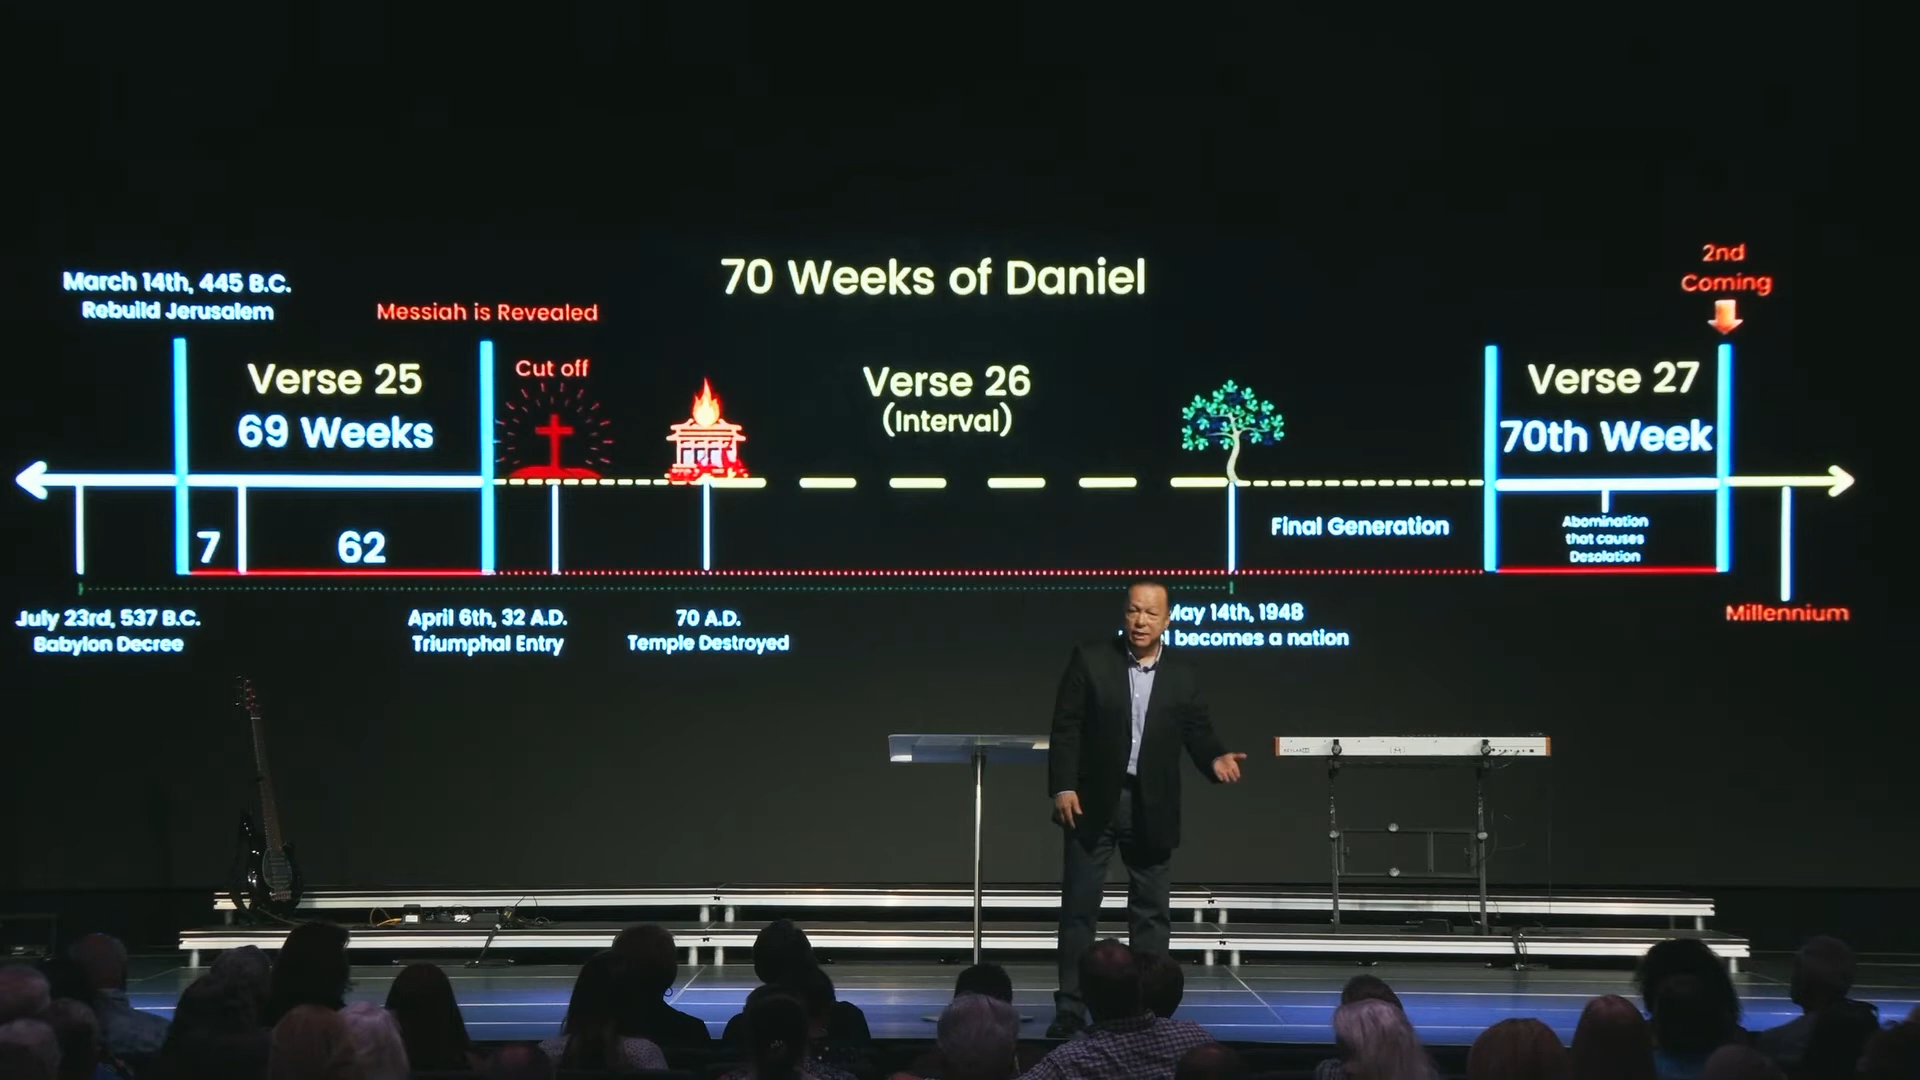 70 Weeks of Daniel
March 14th, 445 B.C.
Rebuild Jerusalem
Messiah is Revealed
2nd
Coming
Verse 25
69 Weeks
Cut off
Verse 26
(Interval)
Verse 27
70th Week
7
62
Final Generation
Abomination
that causes
Desolation
July 23rd, 537 B.C.
Babylon Decree
April 6th, 32 A.D.
Triumphal Entry
70 A.D.
Temple Destroyed
May 14th, 1948
becomes a nation
Millennium